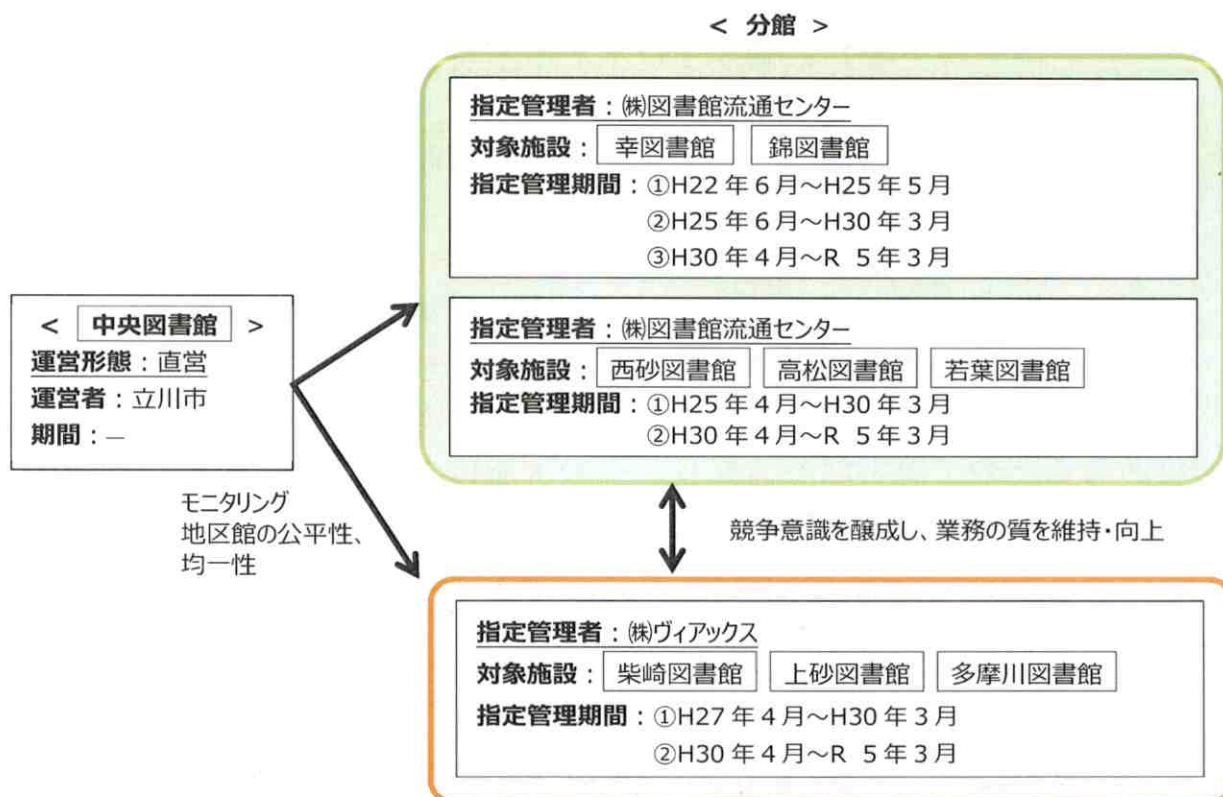 < 分館 >
指定管理者：㈱図書館流通センター
対象施設： 幸図書館 錦図書館
指定管理期間：①H22 年 6 月～H25 年 5 月
②H25 年 6 月～H30 年 3 月
③H30 年 4 月～R 5 年 3 月
指定管理者：㈱図書館流通センター
対象施設： 西砂図書館 高松図書館 若葉図書館
指定管理期間：①H25 年 4 月～H30 年 3 月
②H30 年 4 月～R 5 年 3 月
< 中央図書館 >
運営形態：直営
運営者：立川市
期間：―
モニタリング
地区館の公平性、
均一性
競争意識を醸成し、業務の質を維持・向上
指定管理者：㈱ヴィアックス
対象施設： 柴崎図書館 上砂図書館 多摩川図書館
指定管理期間：①H27 年 4 月～H30 年 3 月
②H30 年 4 月～R 5 年 3 月